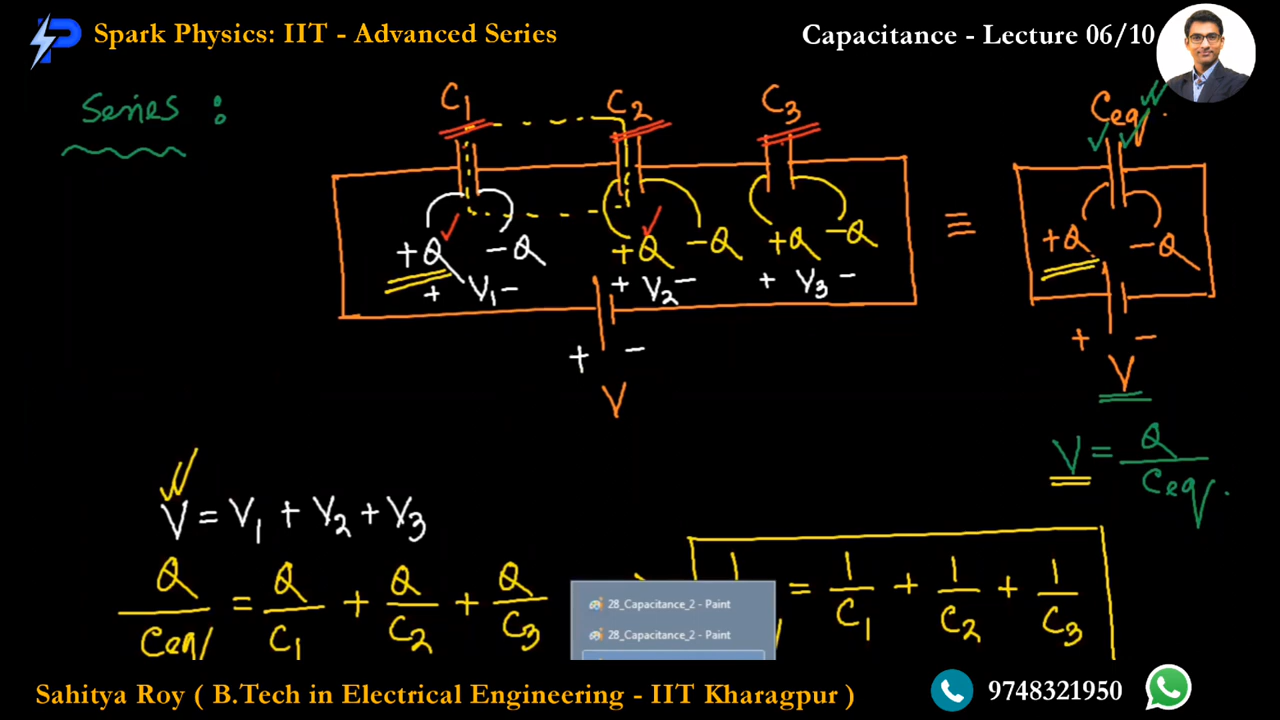 Spark Physics: IIT - Advanced Series
Capacitance - Lecture 06/10
Series :
C1 C2 C3 Ceq.
+Q -Q +Q -Q +Q -Q ≡ +Q -Q
+ V1 - + V2 - + V3 -
+ - + -
V V
V = Q/Ceq.
V = V1 + V2 + V3
Q/Ceq = Q/C1 + Q/C2 + Q/C3
1 = 1/C1 + 1/C2 + 1/C3
28_Capacitance_2 - Paint
28_Capacitance_2 - Paint
Sahitya Roy ( B.Tech in Electrical Engineering - IIT Kharagpur )
9748321950